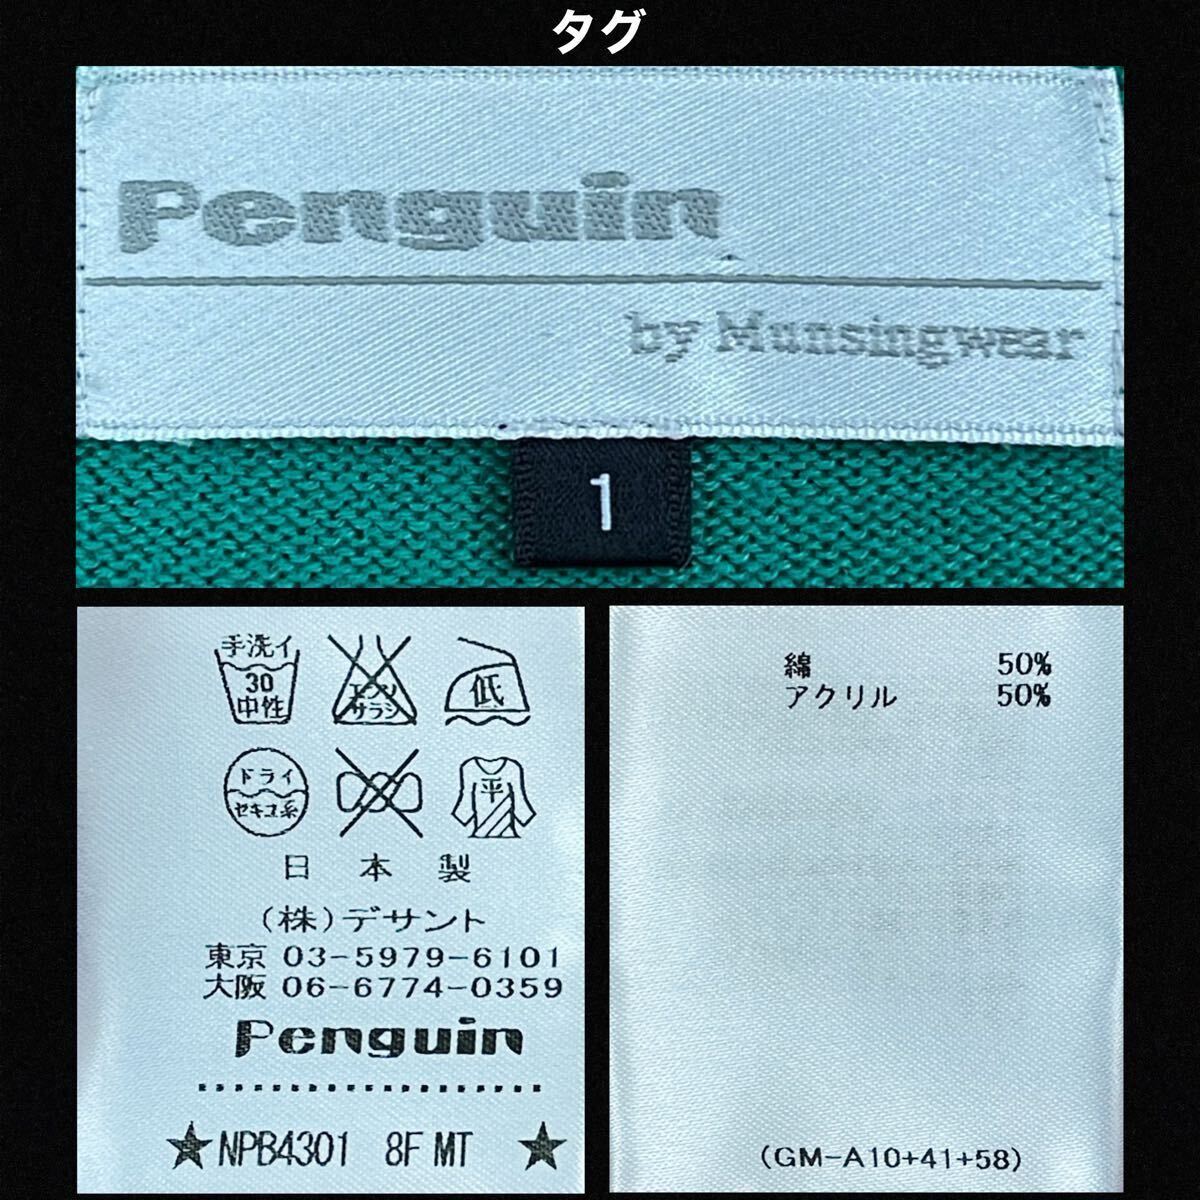 タグ
Penguin
by Munsingwear
1
手洗イ
30
中性
エンソ
サラシ
低
ドライ
セキユ系
平
日本製
(株)デサント
東京 03-5979-6101
大阪 06-6774-0359
Penguin
★NPB4301 8F MT ★
綿 50%
アクリル 50%
(GM-A10+41+58)